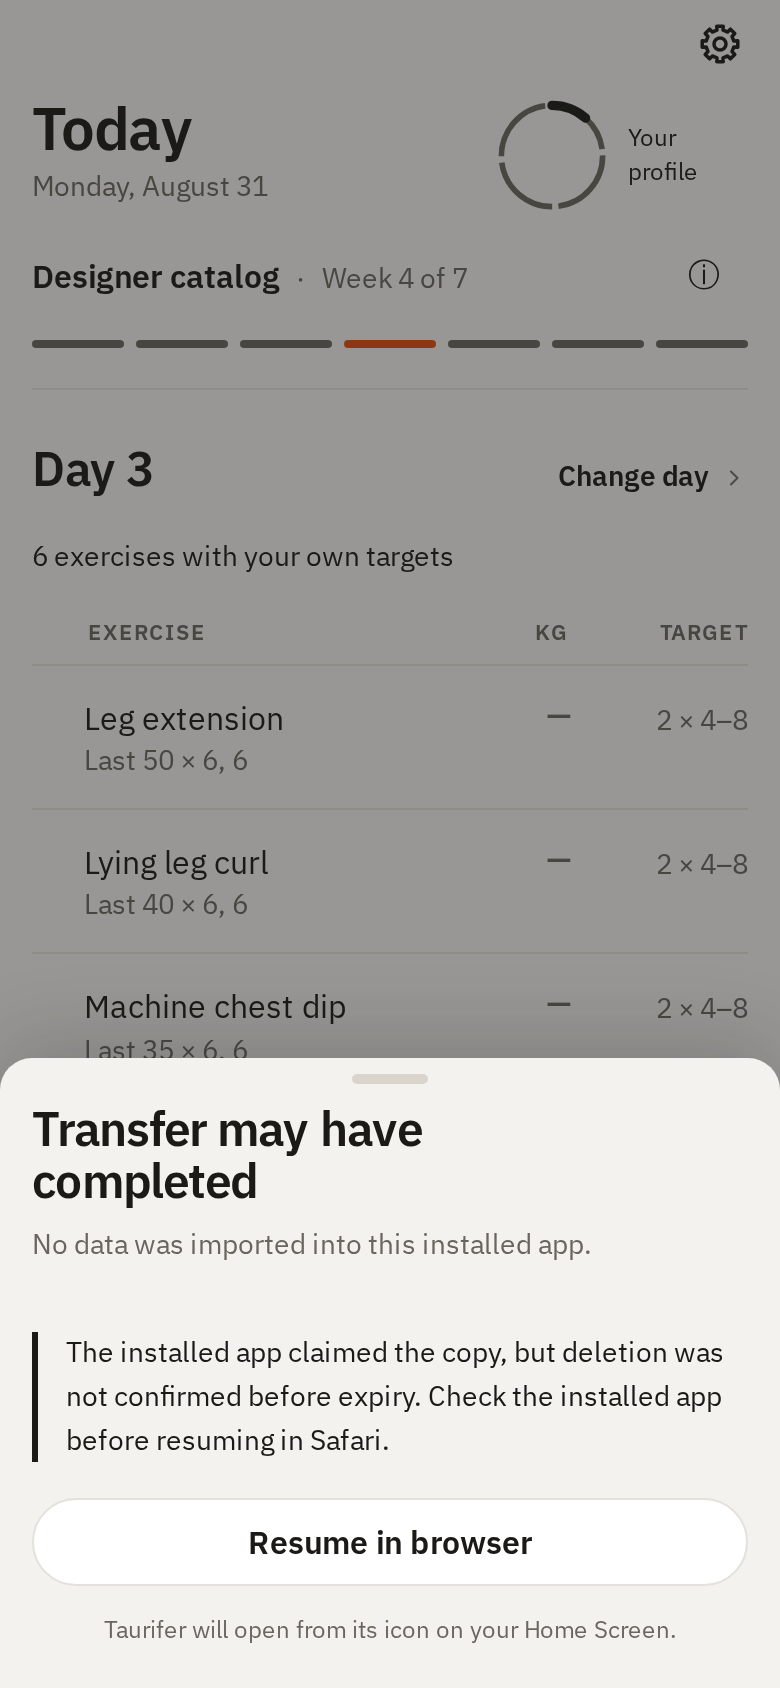 Today
Monday, August 31
Your
profile
Designer catalog · Week 4 of 7
Day 3
Change day
6 exercises with your own targets
EXERCISE KG TARGET
Leg extension — 2 × 4–8
Last 50 × 6, 6
Lying leg curl — 2 × 4–8
Last 40 × 6, 6
Machine chest dip — 2 × 4–8
Last 35 × 6, 6
Transfer may have
completed
No data was imported into this installed app.
The installed app claimed the copy, but deletion was
not confirmed before expiry. Check the installed app
before resuming in Safari.
Resume in browser
Taurifer will open from its icon on your Home Screen.